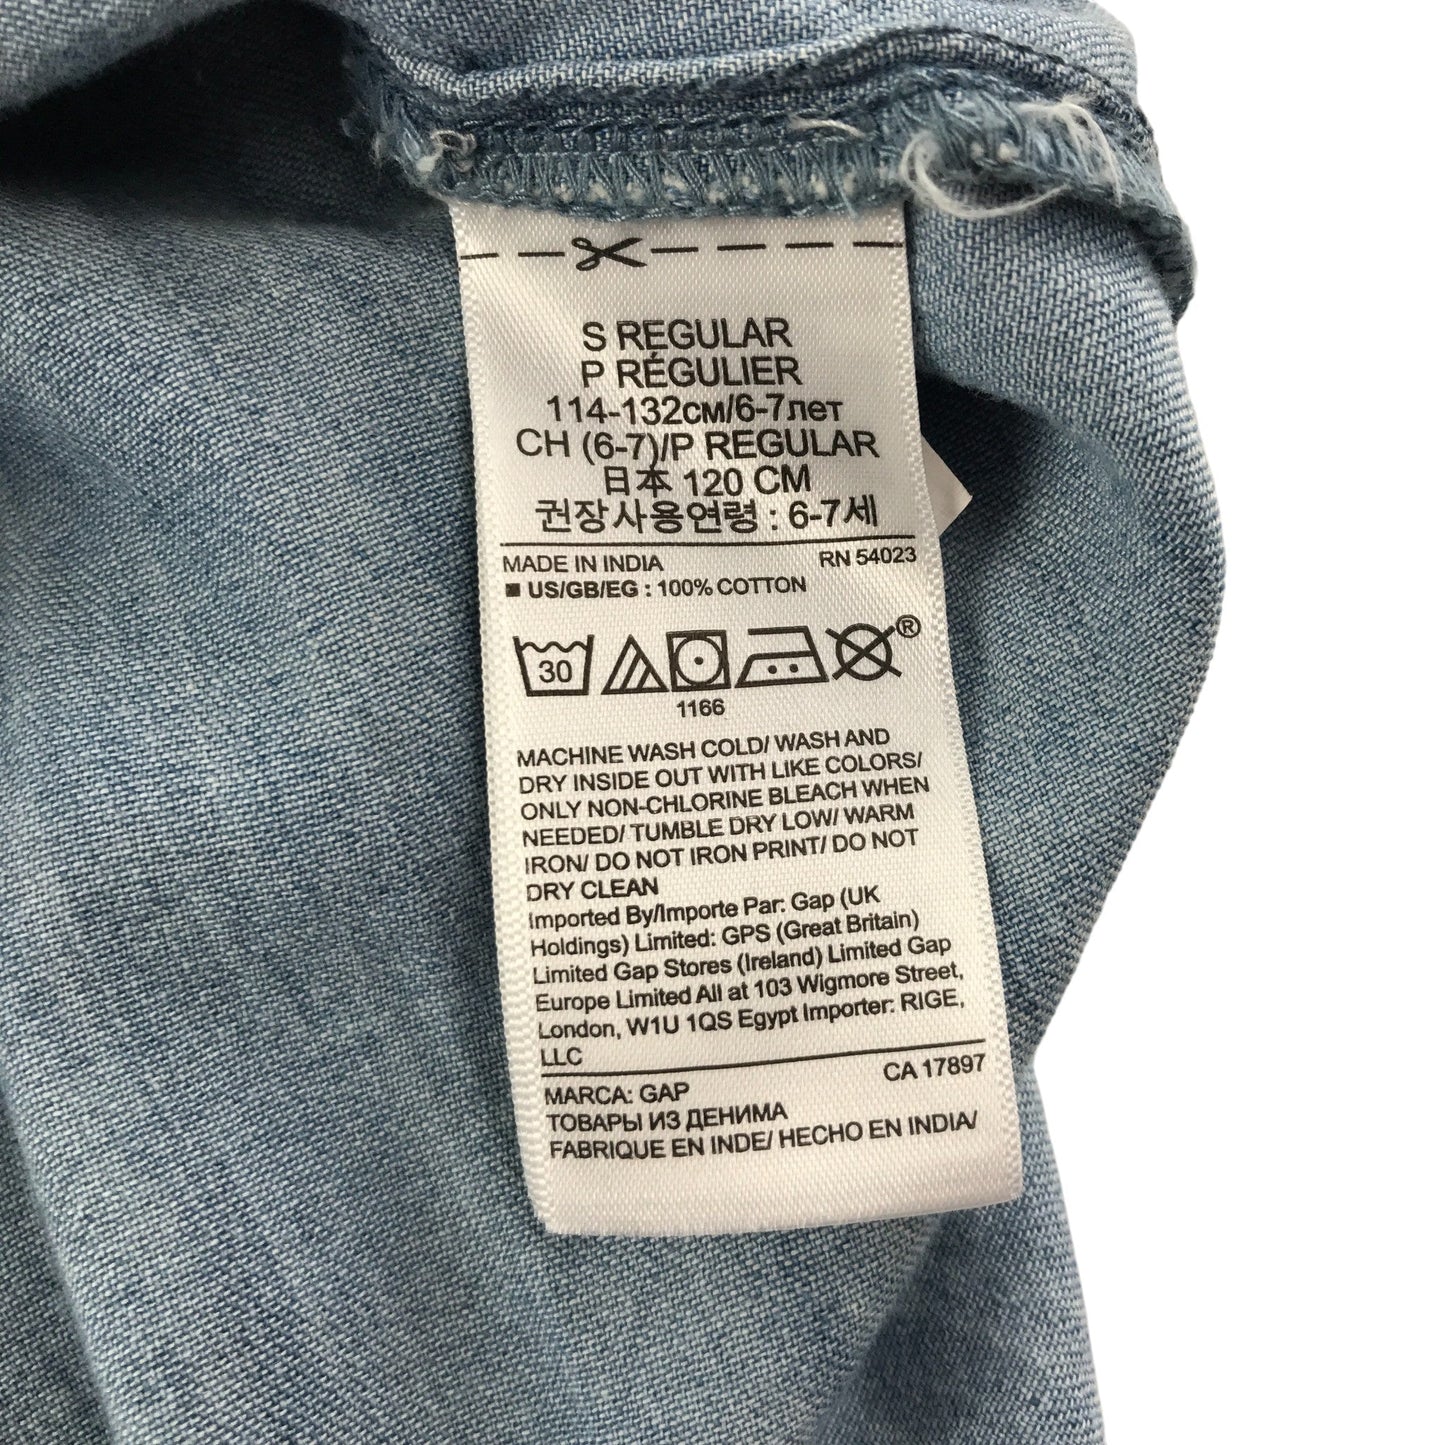 S REGULAR
P RÉGULIER
114-132см/6-7лет
CH (6-7)/P REGULAR
日本 120 CM
권장사용연령 : 6-7세
MADE IN INDIA RN 54023
■ US/GB/EG : 100% COTTON
30 ®
1166
MACHINE WASH COLD/ WASH AND
DRY INSIDE OUT WITH LIKE COLORS/
ONLY NON-CHLORINE BLEACH WHEN
NEEDED/ TUMBLE DRY LOW/ WARM
IRON/ DO NOT IRON PRINT/ DO NOT
DRY CLEAN
Imported By/Importe Par: Gap (UK
Holdings) Limited: GPS (Great Britain)
Limited Gap Stores (Ireland) Limited Gap
Europe Limited All at 103 Wigmore Street,
London, W1U 1QS Egypt Importer: RIGE,
LLC
CA 17897
MARCA: GAP
ТОВАРЫ ИЗ ДЕНИМА
FABRIQUE EN INDE/ HECHO EN INDIA/